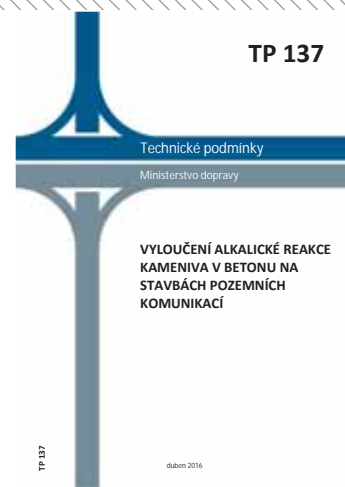 TP 137
Technické podmínky
Ministerstvo dopravy
VYLOUČENÍ ALKALICKÉ REAKCE
KAMENIVA V BETONU NA
STAVBÁCH POZEMNÍCH
KOMUNIKACÍ
TP 137
duben 2016